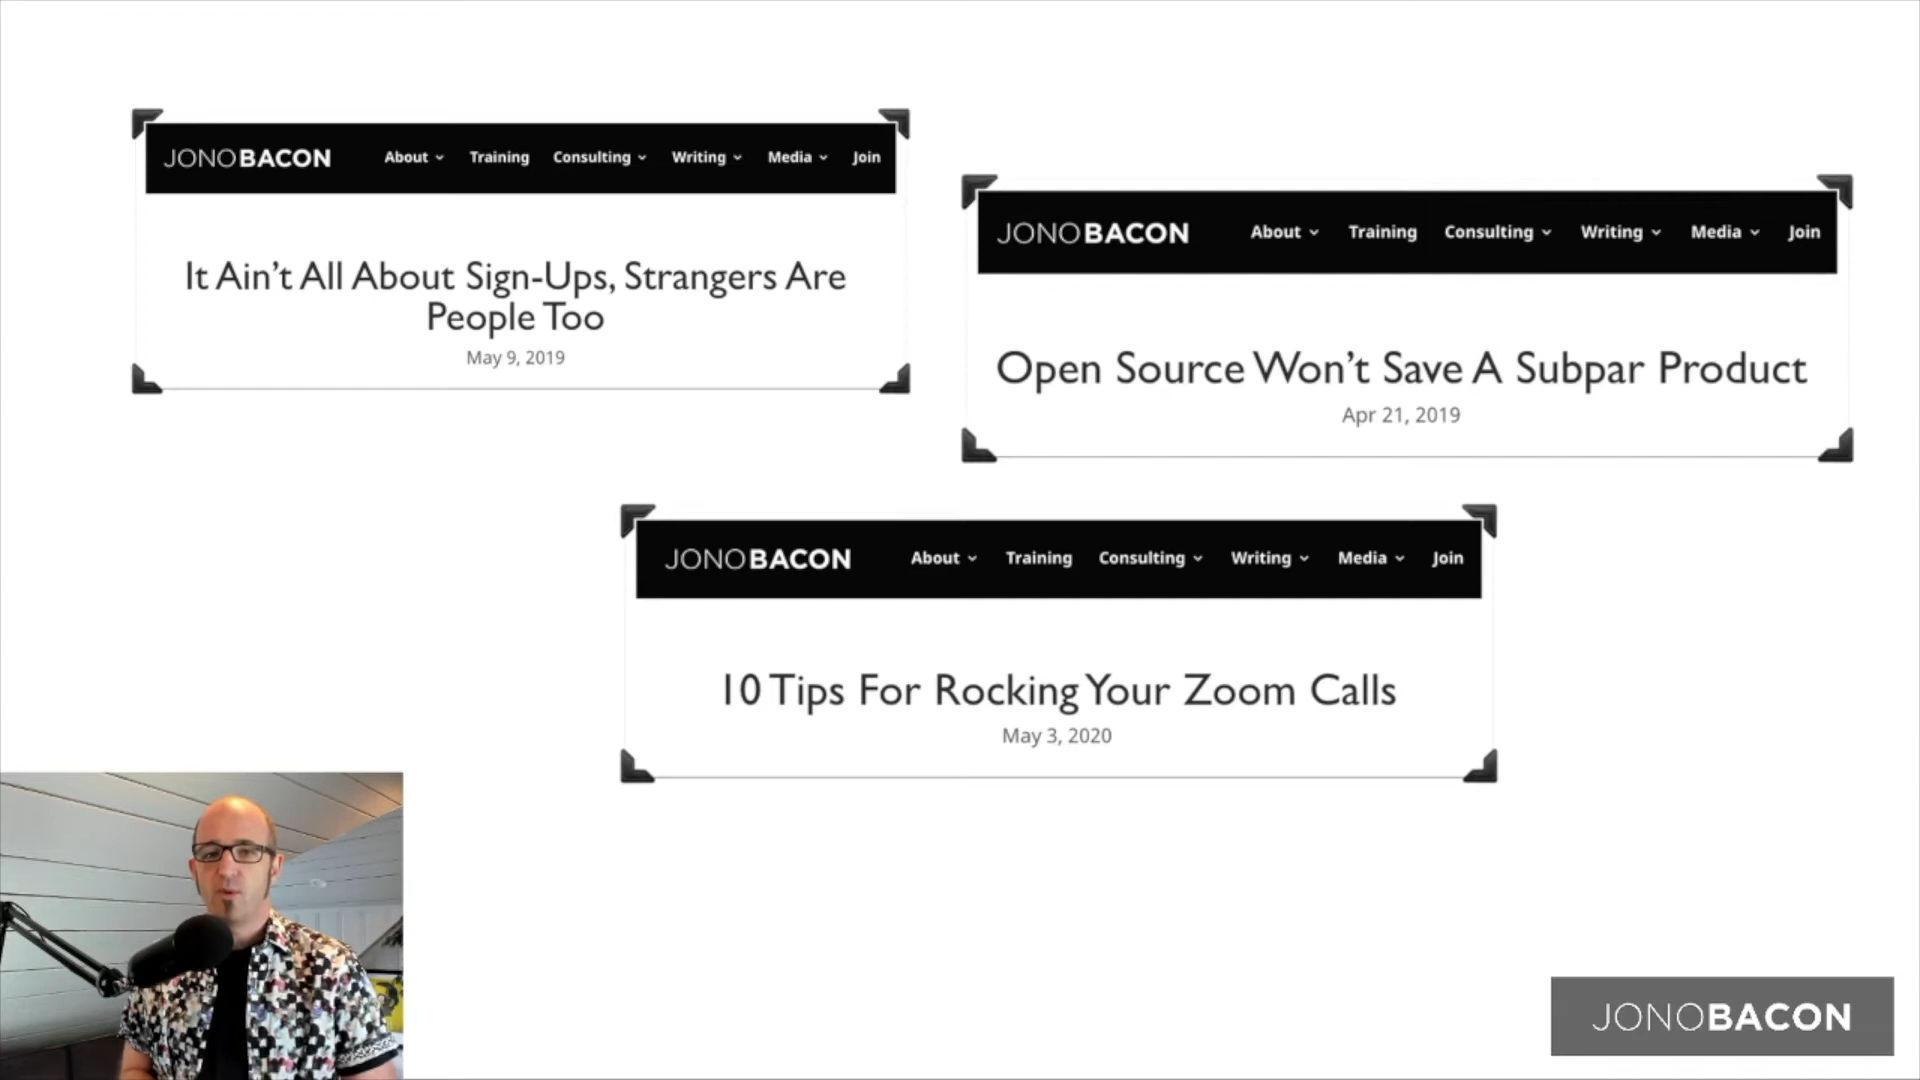 JONOBACON About Training Consulting Writing Media Join
It Ain't All About Sign-Ups, Strangers Are
People Too
May 9, 2019
JONOBACON About Training Consulting Writing Media Join
Open Source Won't Save A Subpar Product
Apr 21, 2019
JONOBACON About Training Consulting Writing Media Join
10 Tips For Rocking Your Zoom Calls
May 3, 2020
JONOBACON